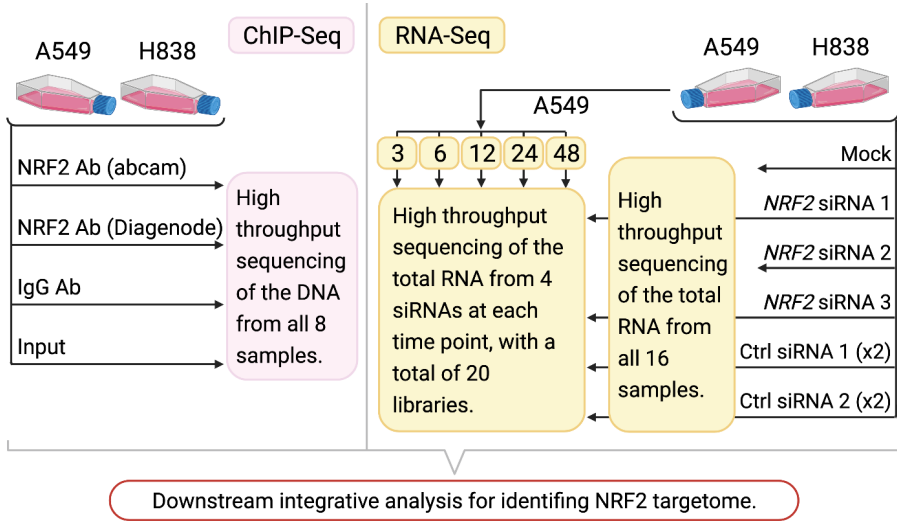 A549
H838
ChIP-Seq
NRF2 Ab (abcam)
NRF2 Ab (Diagenode)
IgG Ab
Input
High
throughput
sequencing
of the DNA
from all 8
samples.
RNA-Seq
A549
H838
A549
3
6
12
24
48
High throughput
sequencing of the
total RNA from 4
siRNAs at each
time point, with a
total of 20
libraries.
High
throughput
sequencing
of the total
RNA from
all 16
samples.
Mock
NRF2 siRNA 1
NRF2 siRNA 2
NRF2 siRNA 3
Ctrl siRNA 1 (x2)
Ctrl siRNA 2 (x2)
Downstream integrative analysis for identifing NRF2 targetome.